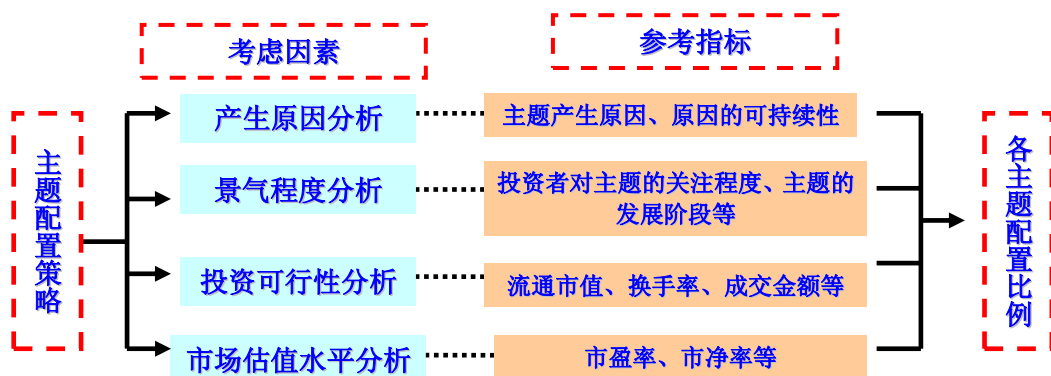 考虑因素
参考指标
主题配置策略
产生原因分析
主题产生原因、原因的可持续性
景气程度分析
投资者对主题的关注程度、主题的
发展阶段等
投资可行性分析
流通市值、换手率、成交金额等
市场估值水平分析
市盈率、市净率等
各主题配置比例